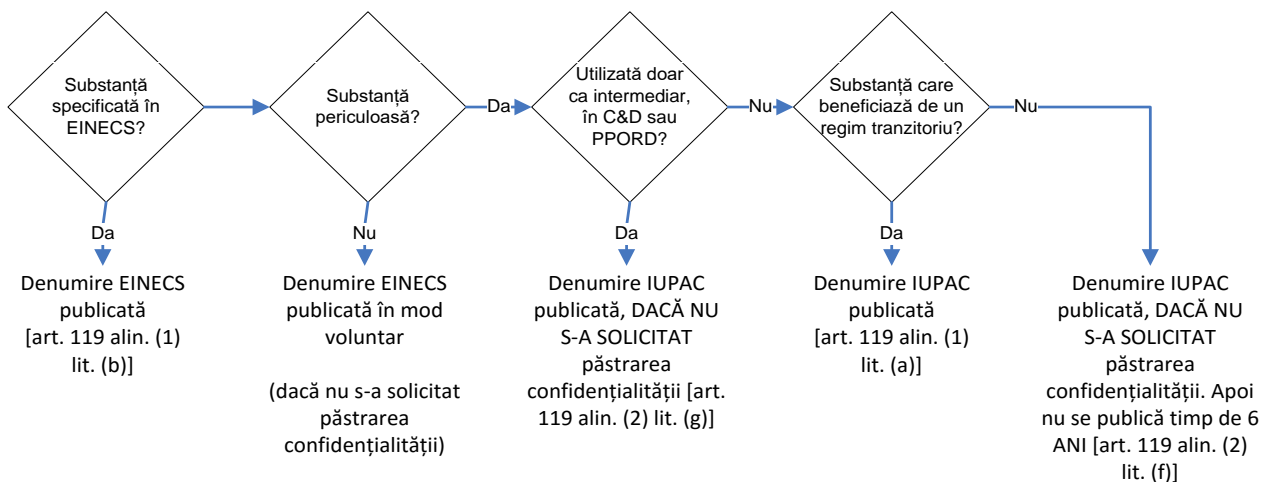 Substanță
specificată în
EINECS?
Substanță
periculoasă?
Da
Utilizată doar
ca intermediar,
în C&D sau
PPORD?
Nu
Substanță care
beneficiază de un
regim tranzitoriu?
Nu
Da
Nu
Da
Da
Denumire EINECS
publicată
[art. 119 alin. (1)
lit. (b)]
Denumire EINECS
publicată în mod
voluntar
(dacă nu s-a solicitat
păstrarea
confidențialității)
Denumire IUPAC
publicată, DACĂ NU
S-A SOLICITAT
păstrarea
confidențialității [art.
119 alin. (2) lit. (g)]
Denumire IUPAC
publicată
[art. 119 alin. (1)
lit. (a)]
Denumire IUPAC
publicată, DACĂ NU
S-A SOLICITAT
păstrarea
confidențialității. Apoi
nu se publică timp de 6
ANI [art. 119 alin. (2)
lit. (f)]